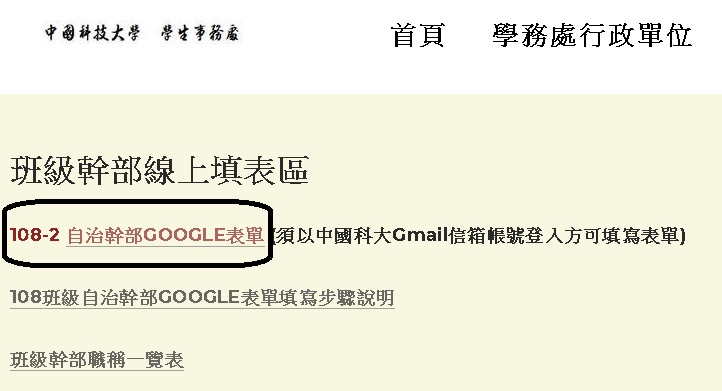 中國科技大學 學生事務處
首頁 學務處行政單位
班級幹部線上填表區
108-2 自治幹部GOOGLE表單 (須以中國科大Gmail信箱帳號登入方可填寫表單)
108班級自治幹部GOOGLE表單填寫步驟說明
班級幹部職稱一覽表